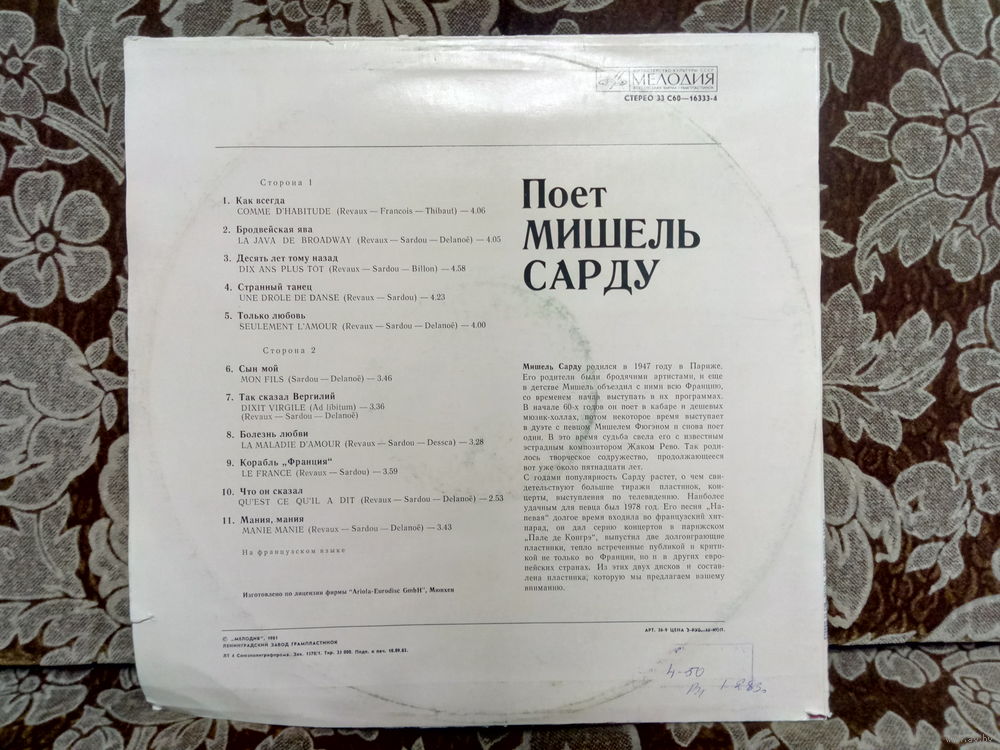 МИНИСТЕРСТВО КУЛЬТУРЫ СССР
МЕЛОДИЯ
ВСЕСОЮЗНАЯ ФИРМА ГРАМПЛАСТИНОК
СТЕРЕО 33 С60—16333-4
Поет
МИШЕЛЬ
САРДУ
Сторона 1
1. Как всегда
COMME D'HABITUDE (Revaux — Francois — Thibaut) — 4.06
2. Бродвейская ява
LA JAVA DE BROADWAY (Revaux — Sardou — Delanoë) — 4.05
3. Десять лет тому назад
DIX ANS PLUS TOT (Revaux — Sardou — Billon) — 4.58
4. Странный танец
UNE DROLE DE DANSE (Revaux — Sardou) — 4.23
5. Только любовь
SEULEMENT L'AMOUR (Revaux — Sardou — Delanoë) — 4.00
Сторона 2
6. Сын мой
MON FILS (Sardou — Delanoë) — 3.46
7. Так сказал Вергилий
DIXIT VIRGILE (Ad libitum) — 3.36
(Revaux — Sardou — Delanoë)
8. Болезнь любви
LA MALADIE D'AMOUR (Revaux — Sardou — Dessca) — 3.28
9. Корабль „Франция"
LE FRANCE (Revaux — Sardou) — 3.59
10. Что он сказал
QU'EST CE QU'IL A DIT (Revaux — Sardou — Delanoë) — 2.53
11. Мания, мания
MANIE MANIE (Revaux — Sardou — Delanoë) — 3.43
На французском языке
Изготовлено по лицензии фирмы "Ariola-Eurodisc GmbH", Мюнхен
Мишель Сарду родился в 1947 году в Париже.
Его родители были бродячими артистами, и еще
в детстве Мишель объездил с ними всю Францию,
со временем начал выступать в их программах.
В начале 60-х годов он поет в кабаре и дешевых
мюзик-холлах, потом некоторое время выступает
в дуэте с певцом Мишелем Фюгэном и снова поет
один. В это время судьба свела его с известным
эстрадным композитором Жаком Рево. Так роди-
лось творческое содружество, продолжающееся
вот уже около пятнадцати лет.
С годами популярность Сарду растет, о чем сви-
детельствуют большие тиражи пластинок, кон-
церты, выступления по телевидению. Наиболее
удачным для певца был 1978 год. Его песня „На-
певая" долгое время входила во французский хит-
парад, он дал серию концертов в парижском
„Пале де Конгрэ", выпустил две долгоиграющие
пластинки, тепло встреченные публикой и крити-
кой не только во Франции, но и в других евро-
пейских странах. Из этих двух дисков и состав-
лена пластинка, которую мы предлагаем вашему
вниманию.
© „МЕЛОДИЯ", 1981
ЛЕНИНГРАДСКИЙ ЗАВОД ГРАМПЛАСТИНОК
АРТ. 36-9 ЦЕНА
4-50